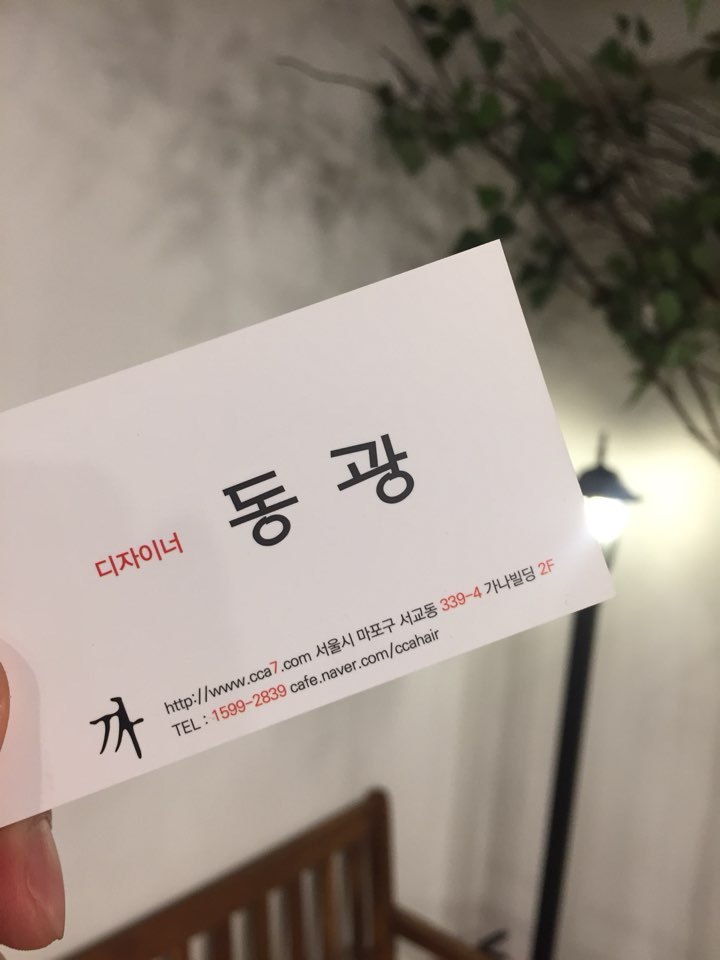 디자이너 동 광
까
http://www.cca7.com 서울시 마포구 서교동 339-4 가나빌딩 2F
TEL : 1599-2839 cafe.naver.com/ccahair